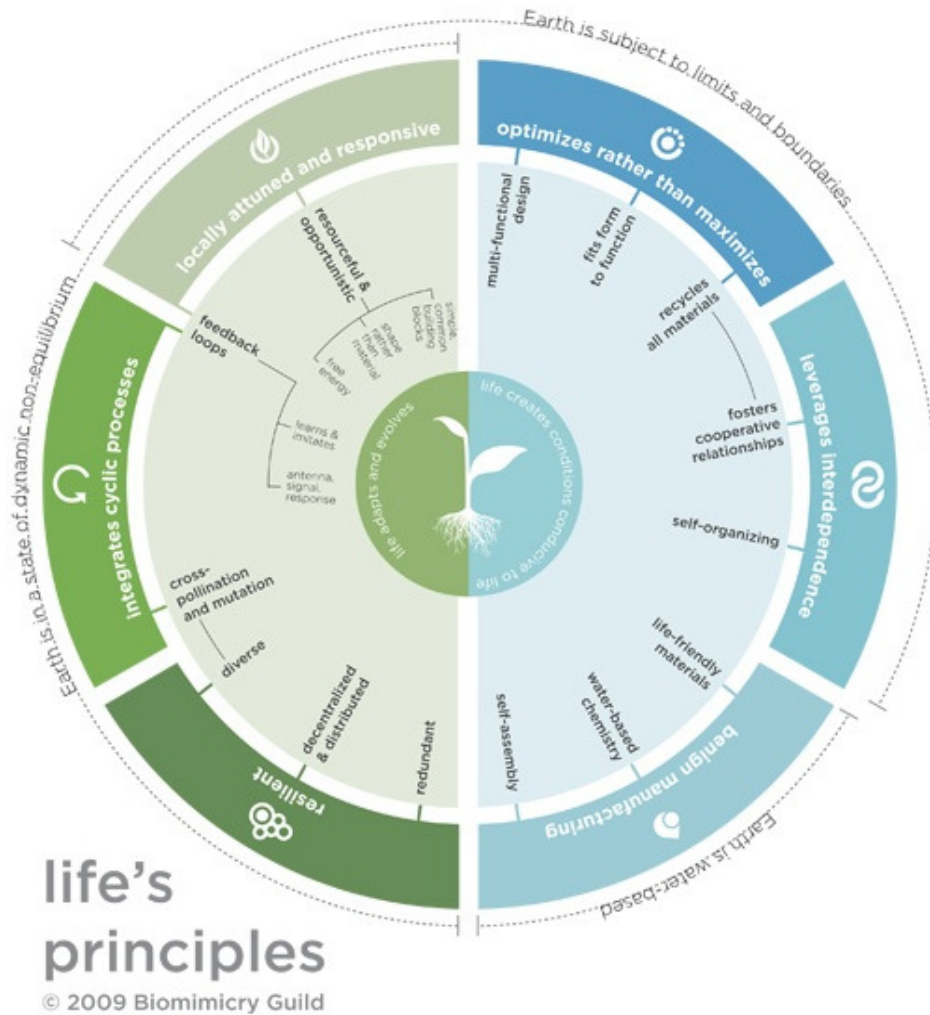 Earth is subject to limits and boundaries
locally attuned and responsive
optimizes rather than maximizes
resourceful &
opportunistic
simple,
common
building
blocks
shape
rather
than
material
free
energy
feedback
loops
learns &
imitates
antenna,
signal,
response
multi-functional
design
fits form
to function
recycles
all materials
fosters
cooperative
relationships
self-organizing
leverages interdependence
Earth is in a state of dynamic non-equilibrium
integrates cyclic processes
life adapts and evolves
life creates conditions conducive to life
cross-
pollination
and mutation
diverse
decentralized
& distributed
redundant
self-assembly
water-based
chemistry
life-friendly
materials
resilient
benign manufacturing
Earth is water-based
life's
principles
© 2009 Biomimicry Guild